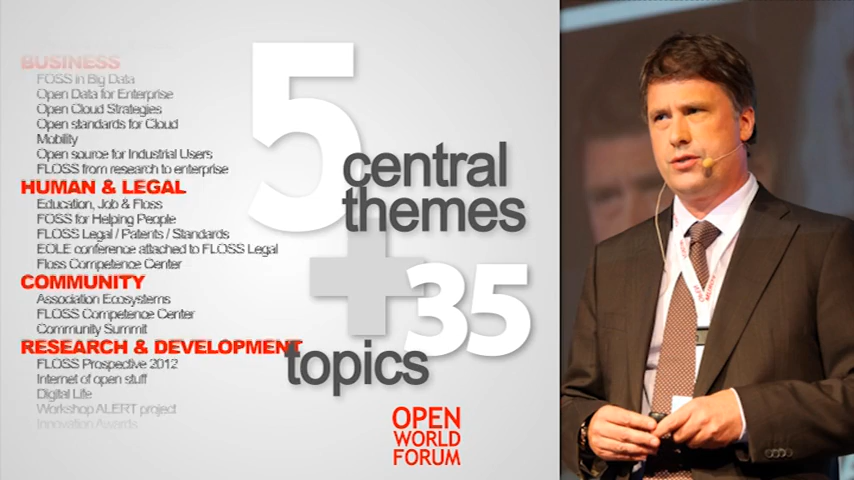 BUSINESS
FOSS in Big Data
Open Data for Enterprise
Open Cloud Strategies
Open standards for Cloud
Mobility
Open source for Industrial Users
FLOSS from research to enterprise
HUMAN & LEGAL
Education, Job & Floss
FOSS for Helping People
FLOSS Legal / Patents / Standards
EOLE conference attached to FLOSS Legal
Floss Competence Center
COMMUNITY
Association Ecosystems
FLOSS Competence Center
Community Summit
RESEARCH & DEVELOPMENT
FLOSS Prospective 2012
Internet of open stuff
Digital Life
Workshop ALERT project
Innovation Awards
5
central
themes
+
35
topics
OPEN
WORLD
FORUM